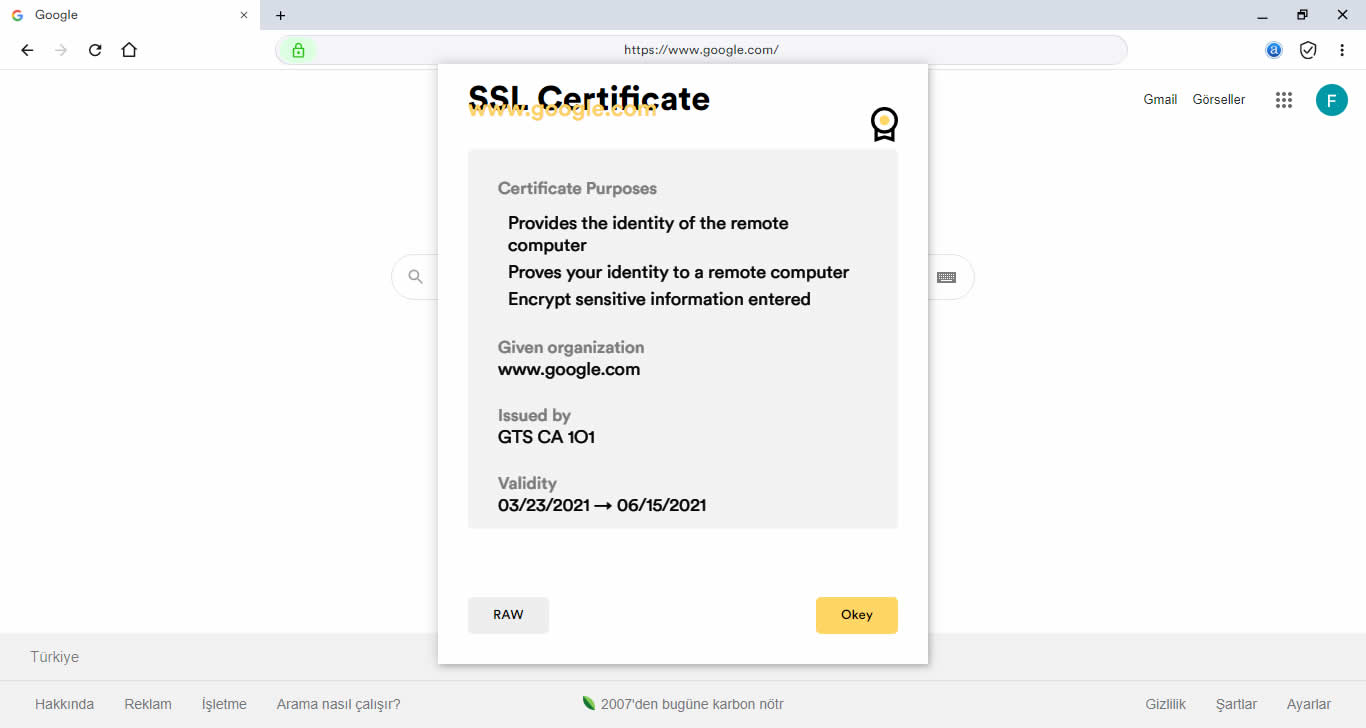 Google
https://www.google.com/
a
SSL Certificate
www.google.com
Gmail Görseller
F
Certificate Purposes
Provides the identity of the remote
computer
Proves your identity to a remote computer
Encrypt sensitive information entered
Given organization
www.google.com
Issued by
GTS CA 1O1
Validity
03/23/2021 → 06/15/2021
RAW Okey
Türkiye
Hakkında Reklam İşletme Arama nasıl çalışır? 2007'den bugüne karbon nötr Gizlilik Şartlar Ayarlar